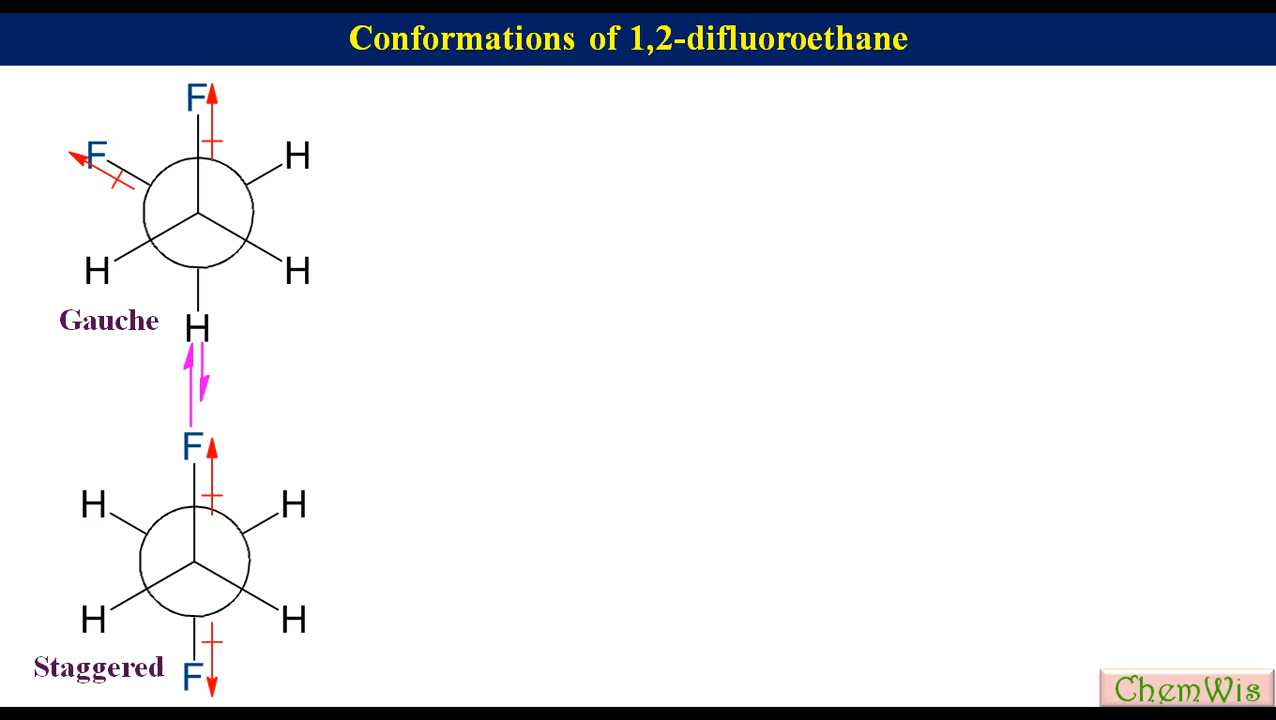 Conformations of 1,2-difluoroethane
F
F H
H H
Gauche H
F
H H
H H
Staggered F
ChemWis